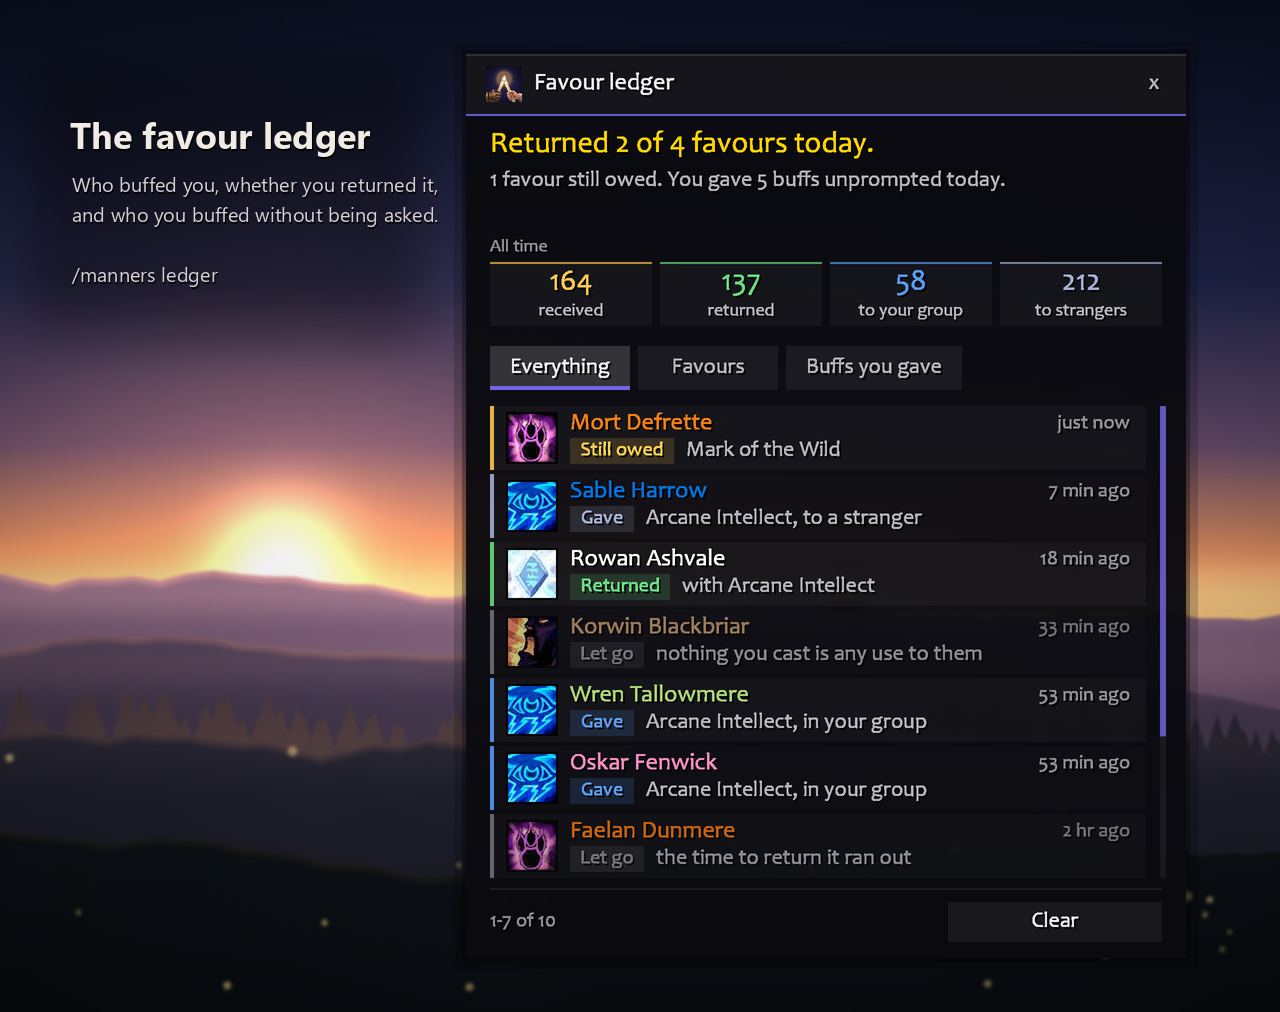 The favour ledger
Who buffed you, whether you returned it,
and who you buffed without being asked.
/manners ledger
Favour ledger
x
Returned 2 of 4 favours today.
1 favour still owed. You gave 5 buffs unprompted today.
All time
164
received
137
returned
58
to your group
212
to strangers
Everything
Favours
Buffs you gave
Mort Defrette
just now
Still owed
Mark of the Wild
Sable Harrow
7 min ago
Gave
Arcane Intellect, to a stranger
Rowan Ashvale
18 min ago
Returned
with Arcane Intellect
Korwin Blackbriar
33 min ago
Let go
nothing you cast is any use to them
Wren Tallowmere
53 min ago
Gave
Arcane Intellect, in your group
Oskar Fenwick
53 min ago
Gave
Arcane Intellect, in your group
Faelan Dunmere
2 hr ago
Let go
the time to return it ran out
1-7 of 10
Clear